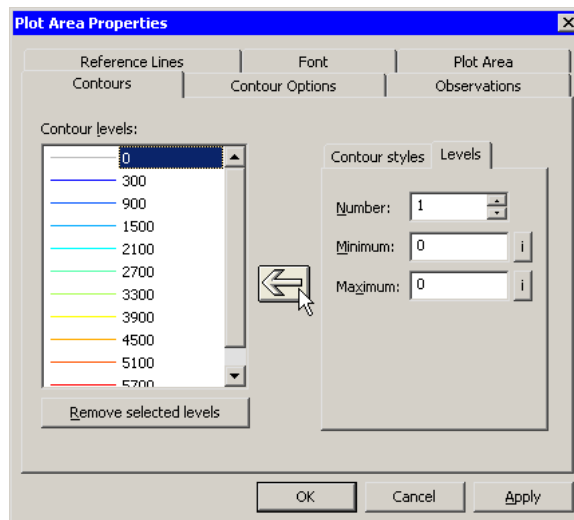 Plot Area Properties
Reference Lines Font Plot Area
Contours Contour Options Observations
Contour levels:
0
300
900
1500
2100
2700
3300
3900
4500
5100
5700
Remove selected levels
Contour styles Levels
Number: 1
Minimum: 0 i
Maximum: 0 i
OK Cancel Apply